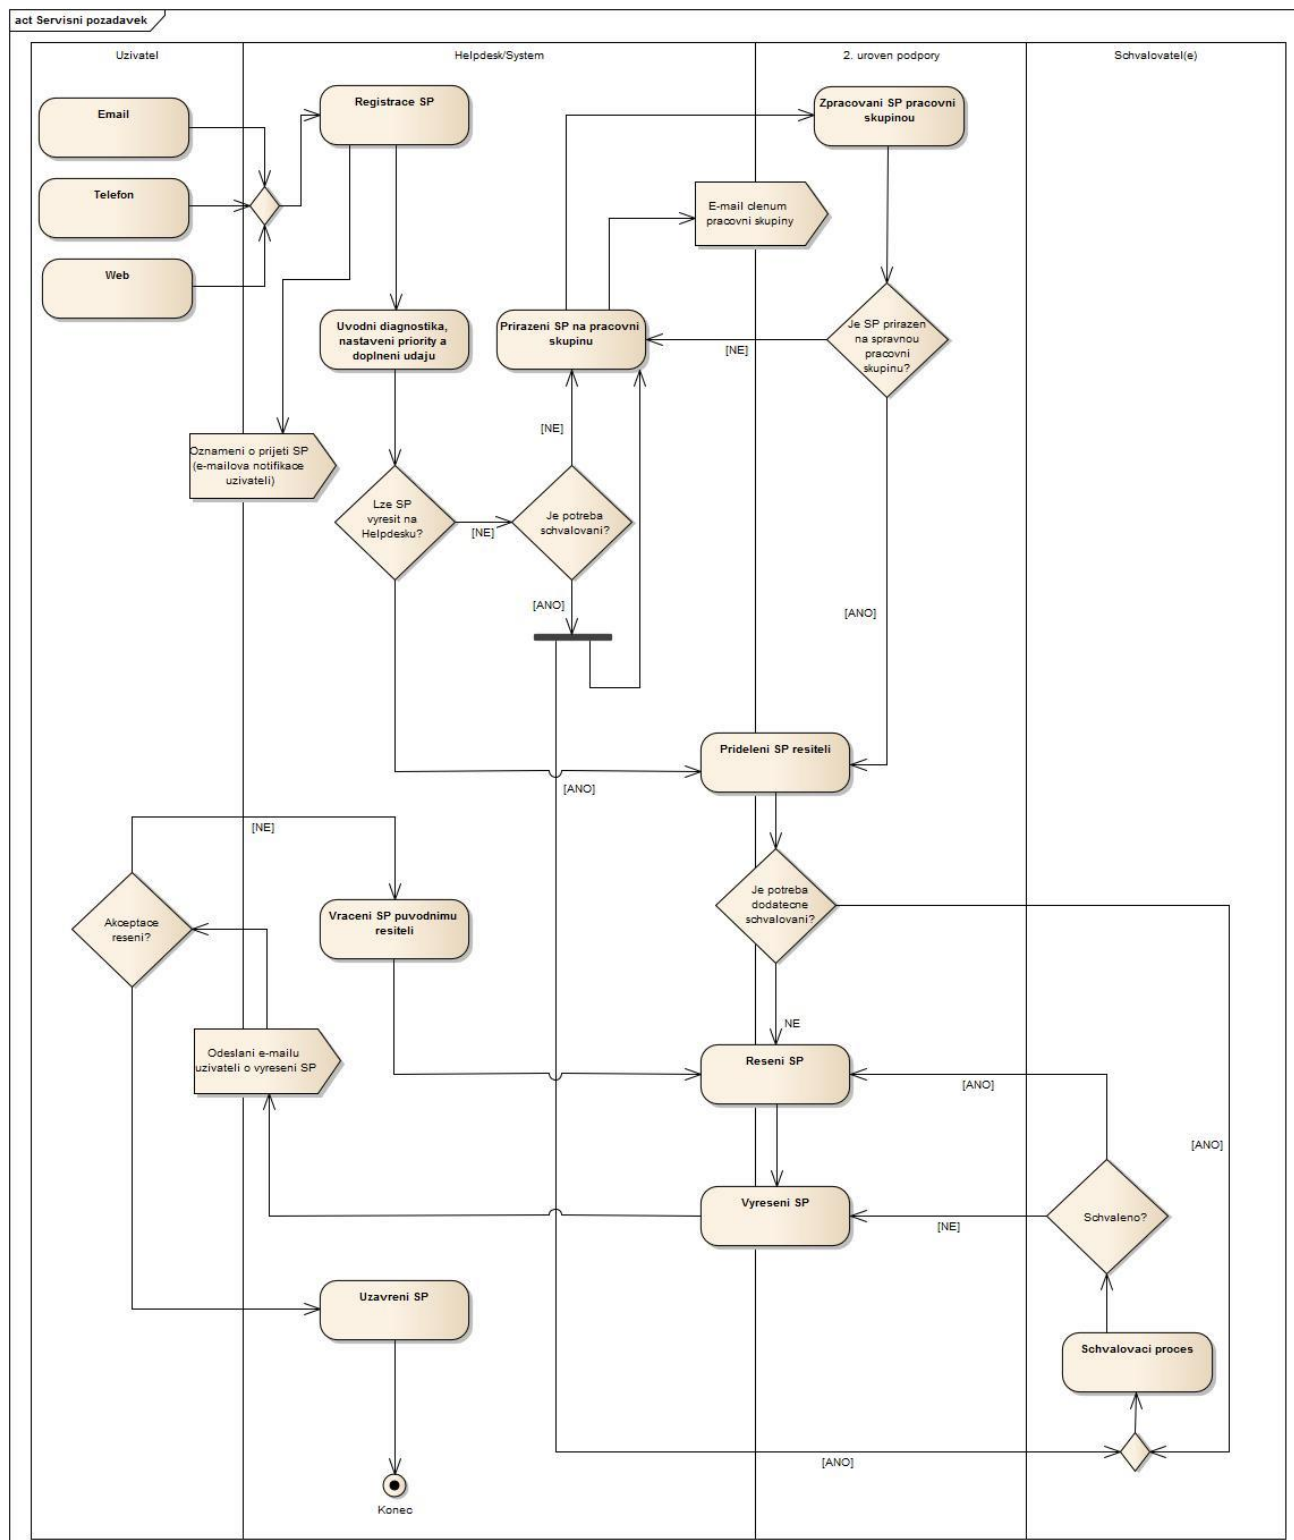 act Servisni pozadavek
Uzivatel
Helpdesk/System
2. uroven podpory
Schvalovatel(e)
Email
Registrace SP
Zpracovani SP pracovni
skupinou
Telefon
E-mail clenum
pracovni skupiny
Web
Uvodni diagnostika,
nastaveni priority a
doplneni udaju
Prirazeni SP na pracovni
skupinu
Je SP prirazen
na spravnou
pracovni
skupinu?
[NE]
[NE]
Oznameni o prijeti SP
(e-mailova notifikace
uzivateli)
Lze SP
vyresit na
Helpdesku?
[NE]
Je potreba
schvalovani?
[ANO]
[ANO]
Prideleni SP resiteli
[ANO]
[NE]
Akceptace
reseni?
Vraceni SP puvodnimu
resiteli
Je potreba
dodatecne
schvalovani?
NE
Odeslani e-mailu
uzivateli o vyreseni SP
Reseni SP
[ANO]
[ANO]
Vyreseni SP
[NE]
Schvaleno?
Uzavreni SP
Schvalovaci proces
[ANO]
Konec